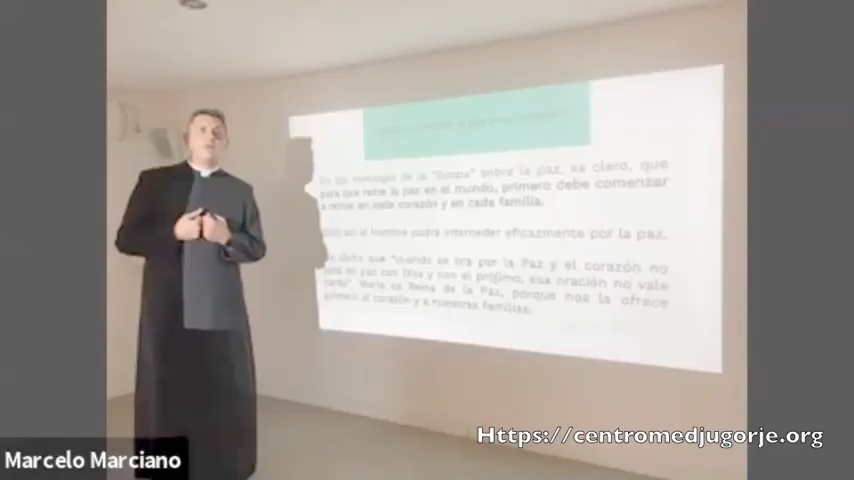 En los mensajes de la "Gospa" sobre la paz, es claro, que
para que reine la paz en el mundo, primero debe comenzar
a reinar en cada corazón y en cada familia.
Sólo así el hombre podrá interceder eficazmente por la paz.
Ha dicho que "cuando se ora por la Paz y el corazón no
está en paz con Dios y con el prójimo, esa oración no vale
tanto". María es Reina de la Paz, porque nos la ofrece
primero al corazón y a nuestras familias.
Https://centromedjugorje.org
Marcelo Marciano